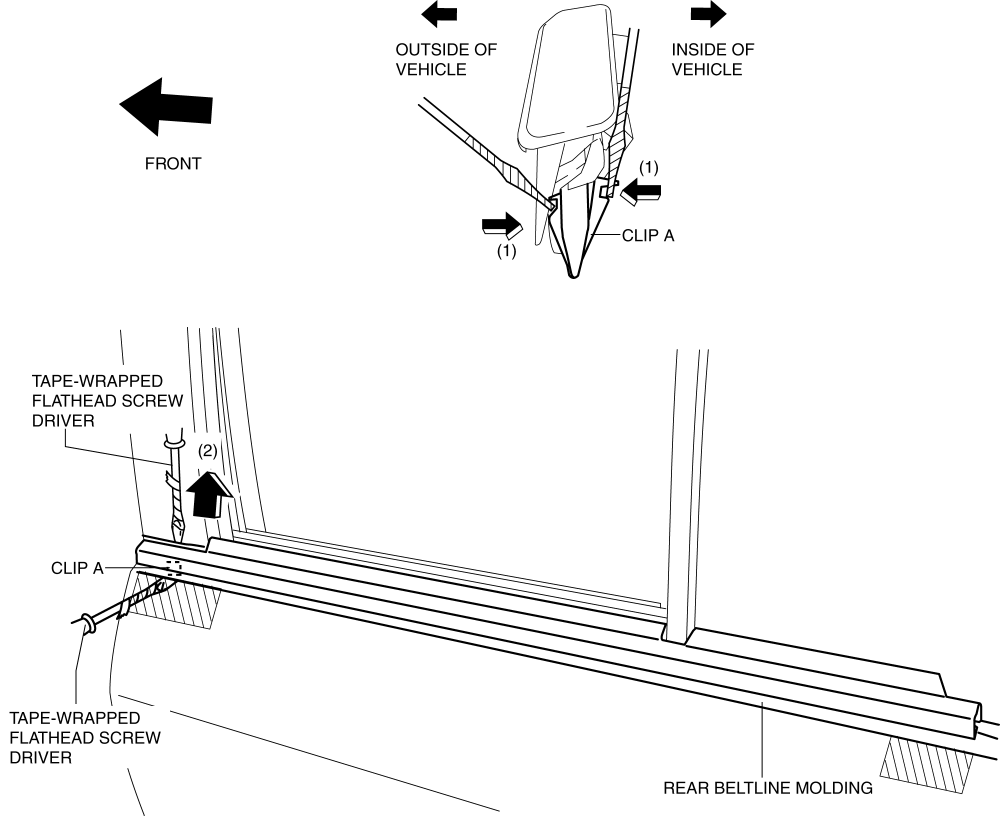 OUTSIDE OF
VEHICLE
INSIDE OF
VEHICLE
FRONT
(1)
(1)
CLIP A
TAPE-WRAPPED
FLATHEAD SCREW
DRIVER
(2)
CLIP A
TAPE-WRAPPED
FLATHEAD SCREW
DRIVER
REAR BELTLINE MOLDING